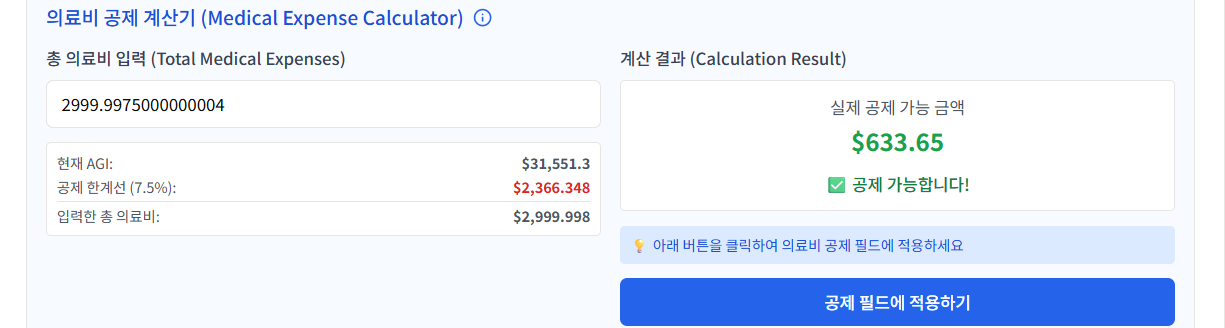 의료비 공제 계산기 (Medical Expense Calculator)
총 의료비 입력 (Total Medical Expenses)
2999.9975000000004
현재 AGI: $31,551.3
공제 한계선 (7.5%): $2,366.348
입력한 총 의료비: $2,999.998
계산 결과 (Calculation Result)
실제 공제 가능 금액
$633.65
✅ 공제 가능합니다!
💡 아래 버튼을 클릭하여 의료비 공제 필드에 적용하세요
공제 필드에 적용하기